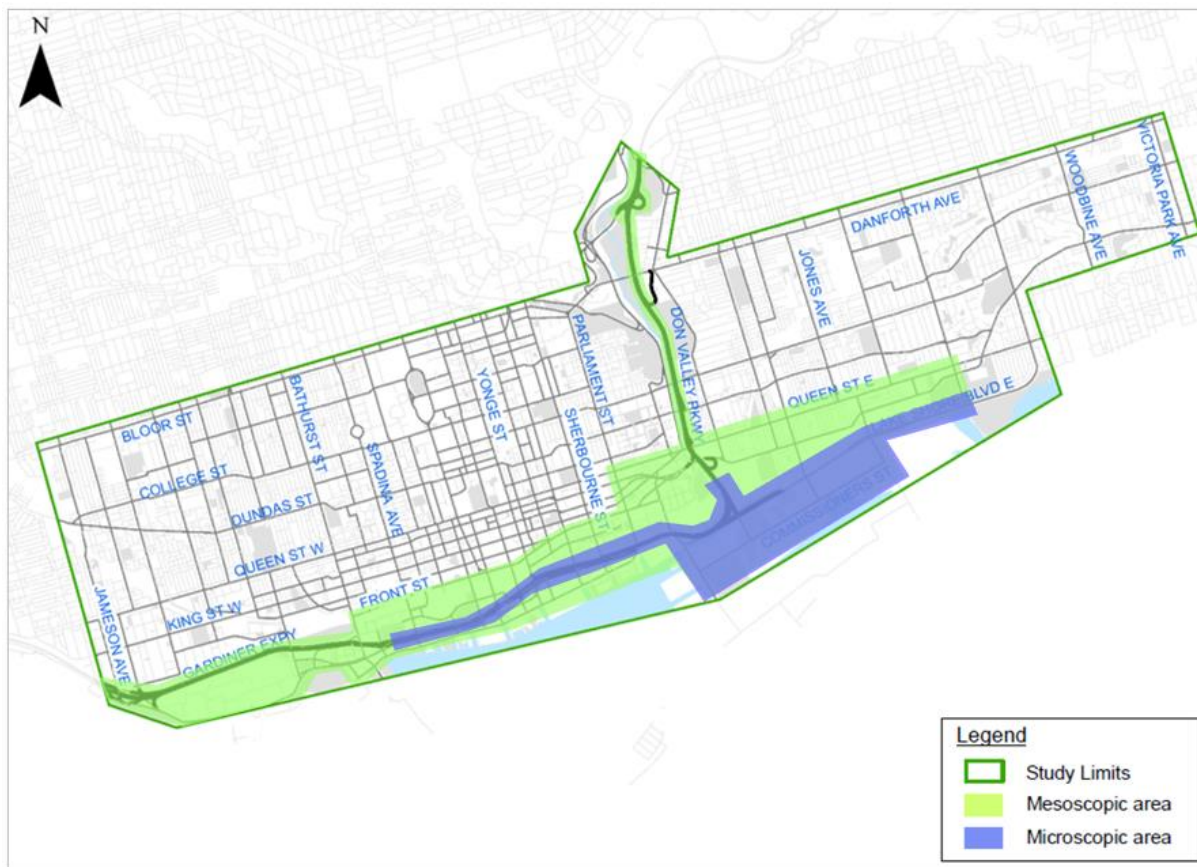 N
VICTORIA PARK AVE
WOODBINE AVE
DANFORTH AVE
JONES AVE
DON VALLEY PKWY
PARLIAMENT ST
YONGE ST
SHERBOURNE ST
BATHURST ST
SPADINA AVE
BLOOR ST
COLLEGE ST
DUNDAS ST
QUEEN ST W
QUEEN ST E
BLVD E
COMMISSIONERS ST
KING ST W
FRONT ST
JAMESON AVE
GARDINER EXPY
Legend
Study Limits
Mesoscopic area
Microscopic area